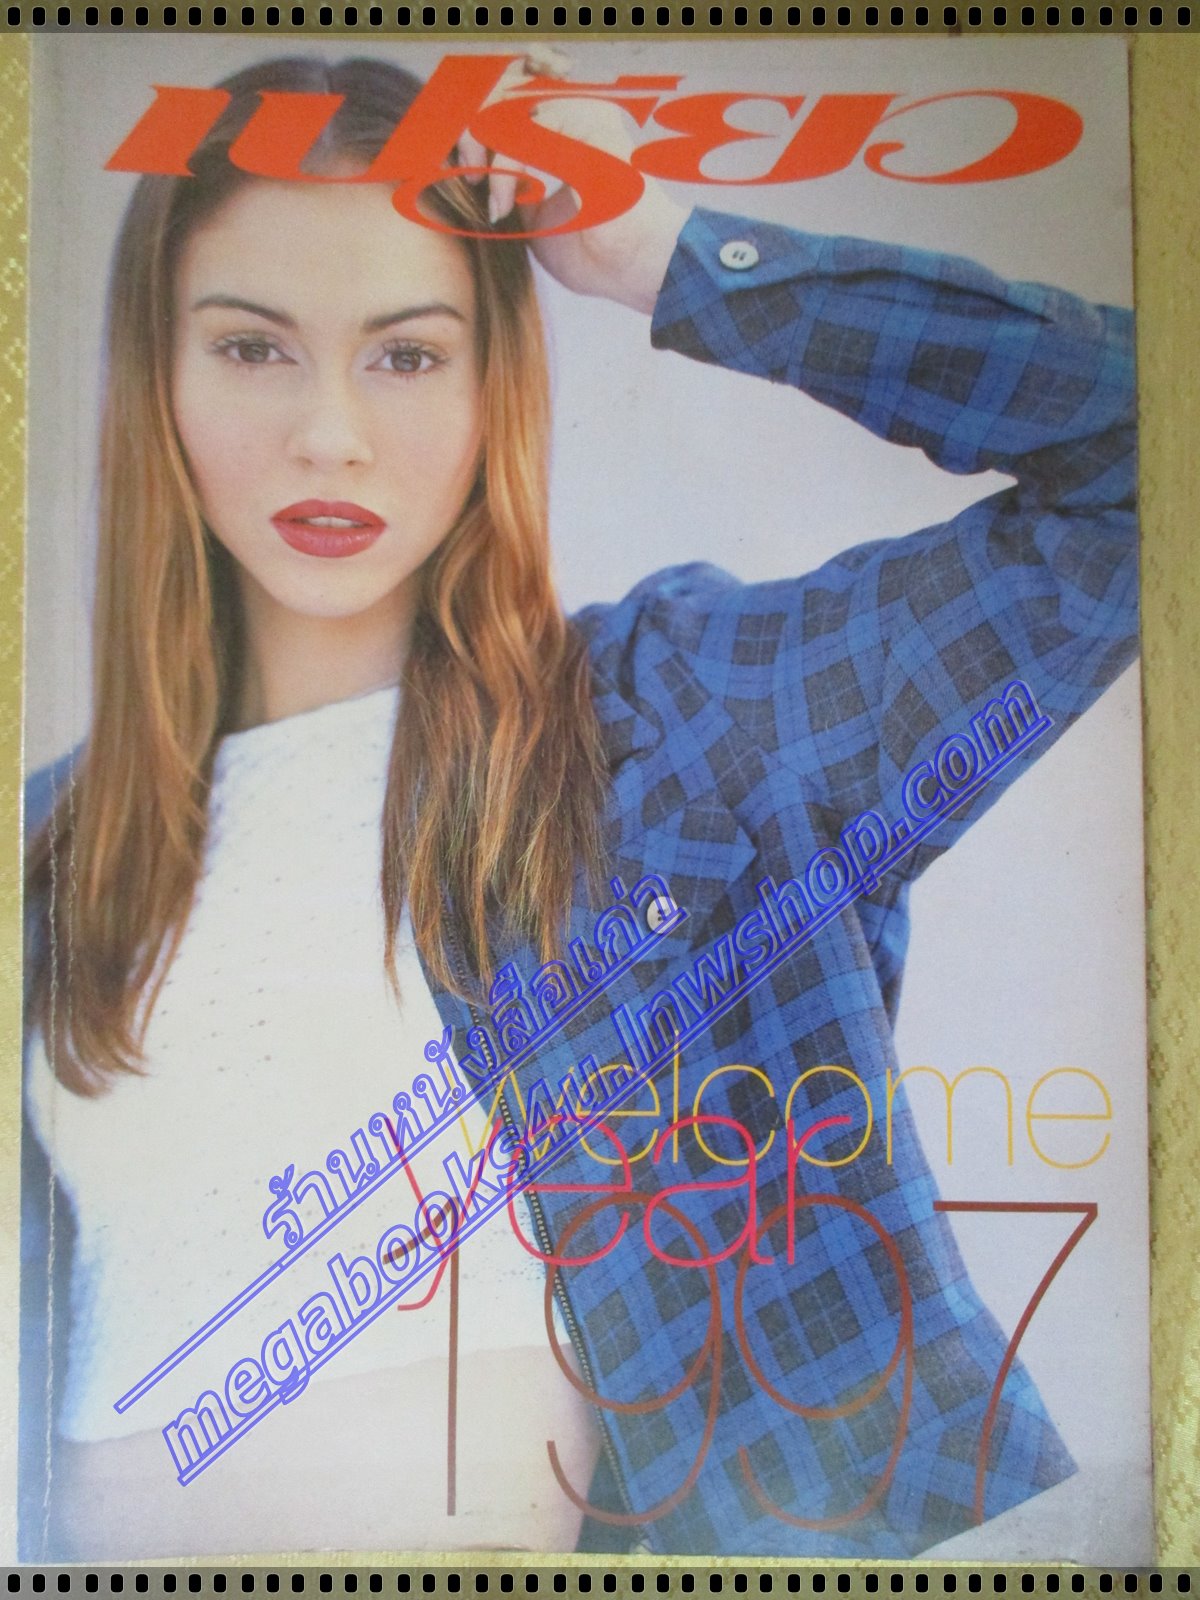 แปรียว
ร้านหนังสือเก่า
megabooks4u.lnwshop.com
welcome
year
1997